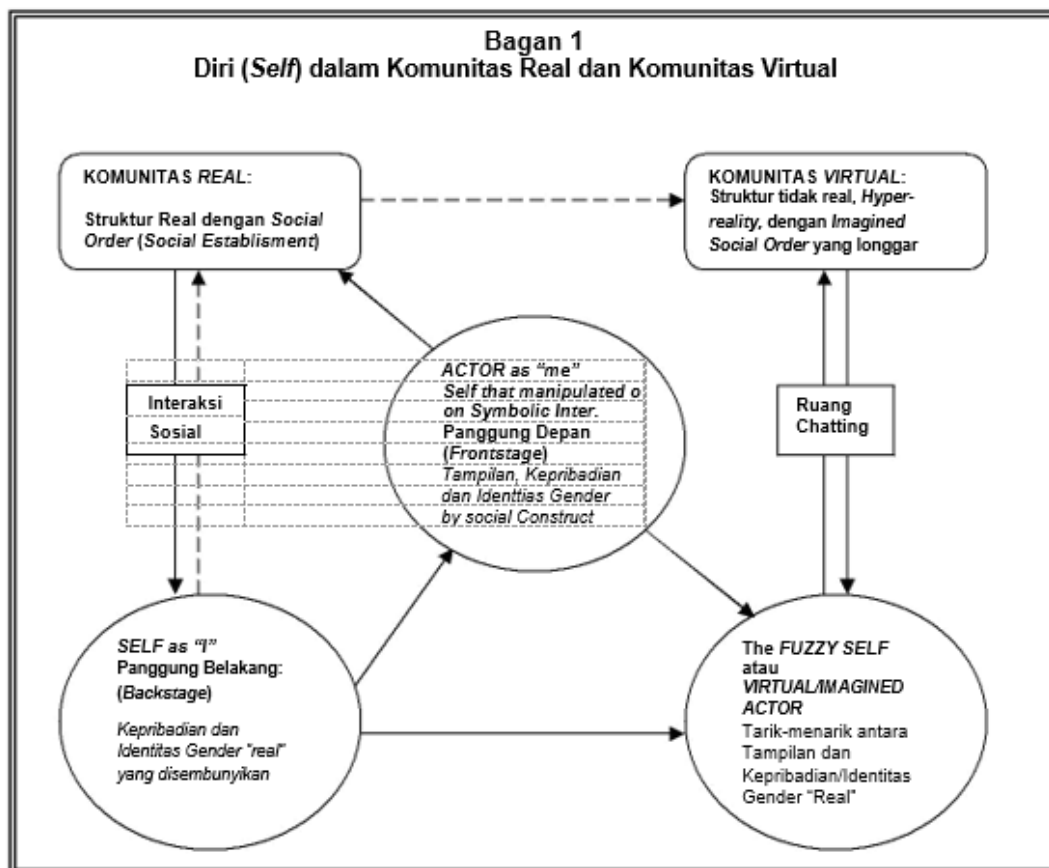 Bagan 1
Diri (Self) dalam Komunitas Real dan Komunitas Virtual
KOMUNITAS REAL:
Struktur Real dengan Social
Order (Social Establisment)
KOMUNITAS VIRTUAL:
Struktur tidak real, Hyper-
reality, dengan Imagined
Social Order yang longgar
ACTOR as “me”
Self that manipulated o
on Symbolic Inter.
Panggung Depan
(Frontstage)
Tampilan, Kepribadian
dan Identtias Gender
by social Construct
Interaksi
Sosial
Ruang
Chatting
SELF as “I”
Panggung Belakang:
(Backstage)
Kepribadian dan
Identitas Gender “real”
yang disembunyikan
The FUZZY SELF
atau
VIRTUAL/IMAGINED
ACTOR
Tarik-menarik antara
Tampilan dan
Kepribadian/Identitas
Gender “Real”